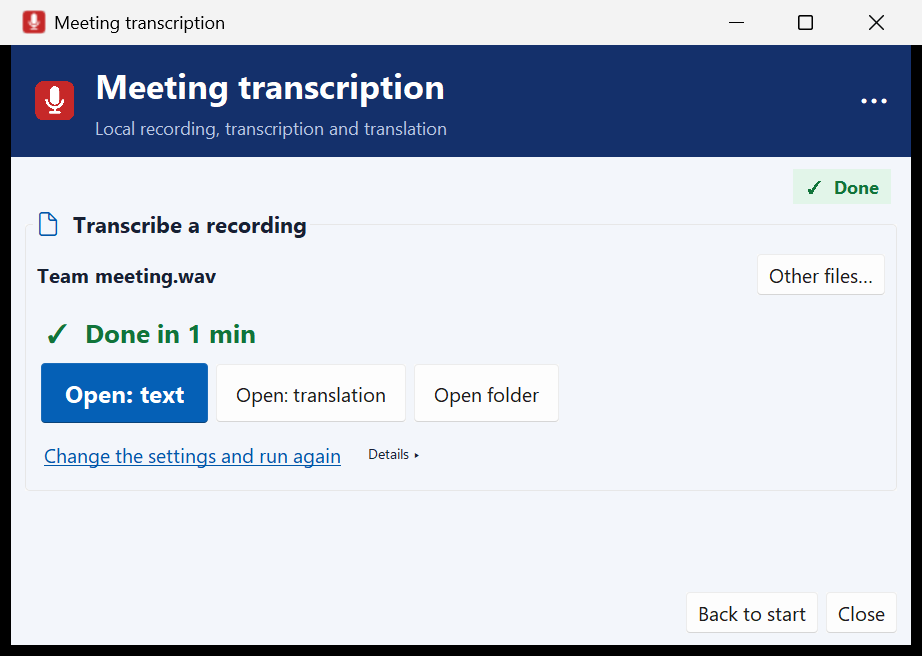 Meeting transcription
Meeting transcription
Local recording, transcription and translation
✓ Done
Transcribe a recording
Team meeting.wav
Other files...
✓ Done in 1 min
Open: text
Open: translation
Open folder
Change the settings and run again
Details ▸
Back to start
Close